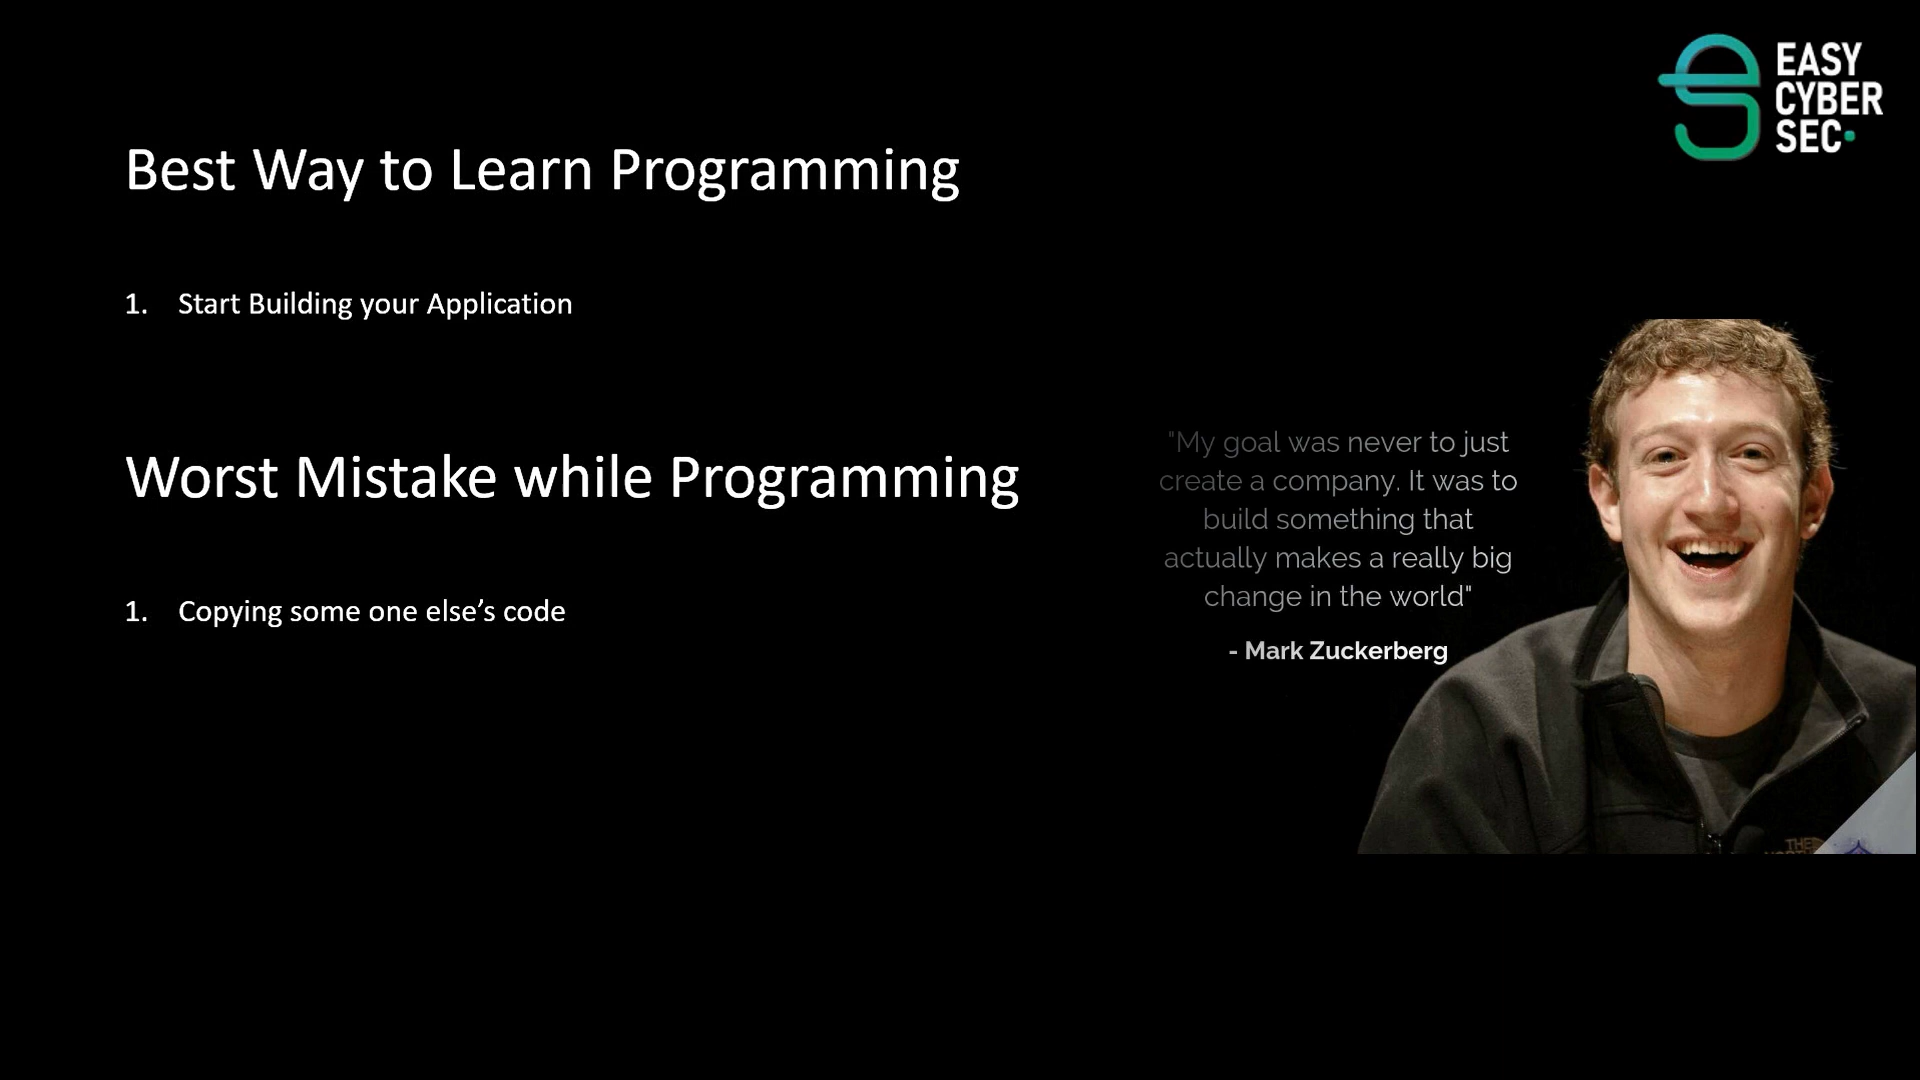 EASY
CYBER
SEC
Best Way to Learn Programming
1. Start Building your Application
Worst Mistake while Programming
1. Copying some one else’s code
"My goal was never to just
create a company. It was to
build something that
actually makes a really big
change in the world"
- Mark Zuckerberg
THE